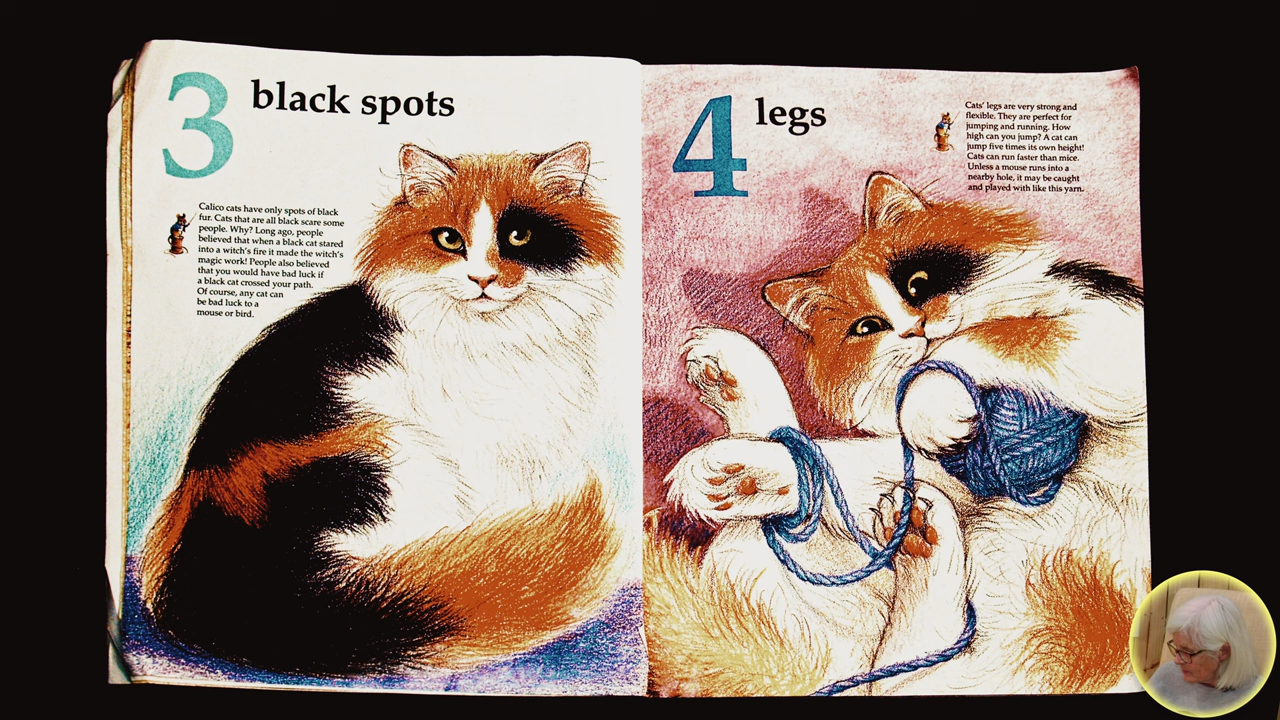 3 black spots
Calico cats have only spots of black
fur. Cats that are all black scare some
people. Why? Long ago, people
believed that when a black cat stared
into a witch's fire it made the witch's
magic work! People also believed
that you would have bad luck if
a black cat crossed your path.
Of course, any cat can
be bad luck to a
mouse or bird.
4 legs
Cats' legs are very strong and
flexible. They are perfect for
jumping and running. How
high can you jump? A cat can
jump five times its own height!
Cats can run faster than mice.
Unless a mouse runs into a
nearby hole, it may be caught
and played with like this yarn.